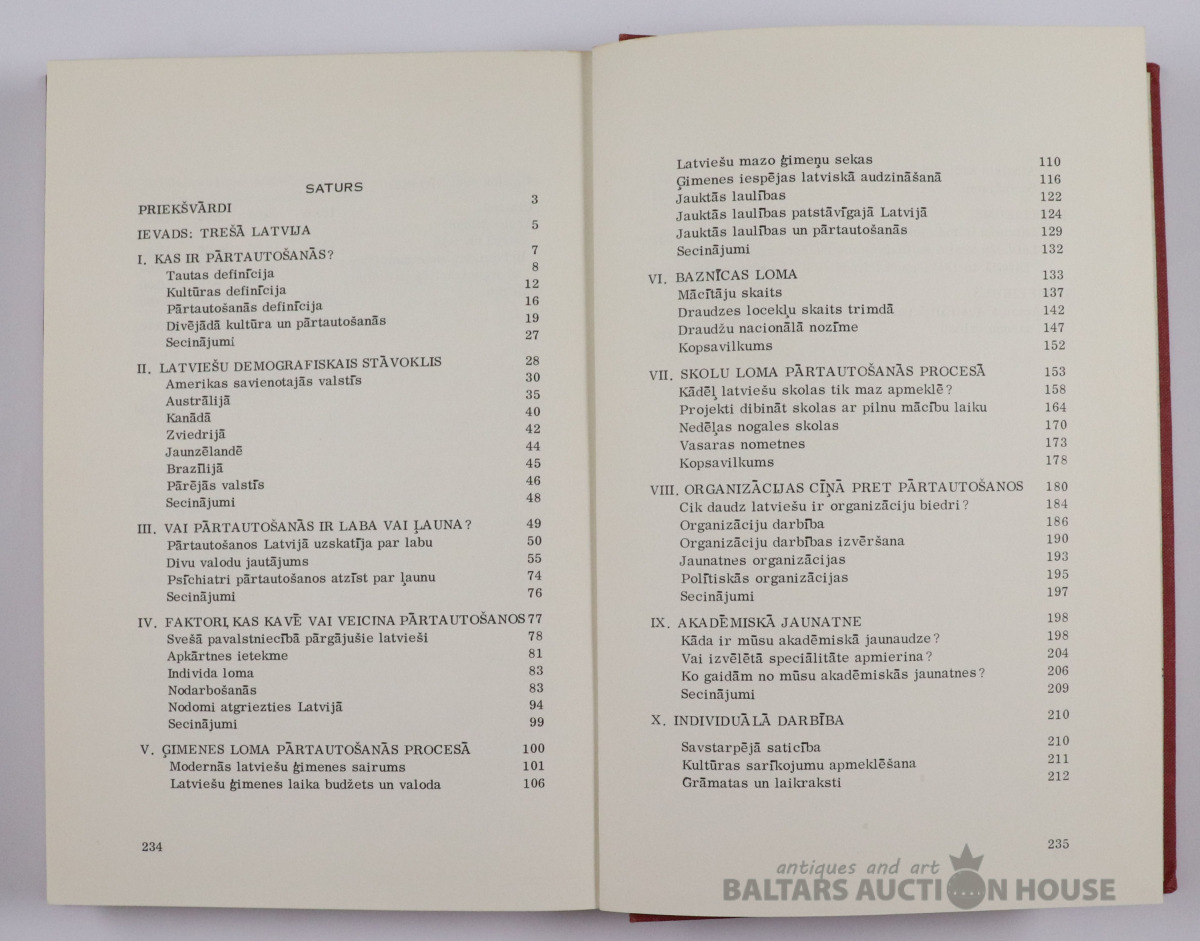 SATURS
PRIEKŠVĀRDI 3
IEVADS: TREŠĀ LATVIJA 5
I. KAS IR PĀRTAUTOŠANĀS? 7
Tautas definīcija 8
Kultūras definīcija 12
Pārtautošanās definīcija 16
Divējādā kultūra un pārtautošanās 19
Secinājumi 27
II. LATVIEŠU DEMOGRAFISKAIS STĀVOKLIS 28
Amerikas savienotajās valstīs 30
Austrālijā 35
Kanādā 40
Zviedrijā 42
Jaunzēlandē 44
Brazīlijā 45
Pārējās valstīs 46
Secinājumi 48
III. VAI PĀRTAUTOŠANĀS IR LABA VAI ĻAUNA? 49
Pārtautošanos Latvijā uzskatīja par labu 50
Divu valodu jautājums 55
Psīchiatri pārtautošanos atzīst par ļaunu 74
Secinājumi 76
IV. FAKTORI, KAS KAVĒ VAI VEICINA PĀRTAUTOŠANOS 77
Svešā pavalstniecībā pārgājušie latvieši 78
Apkārtnes ietekme 81
Individa loma 83
Nodarbošanās 83
Nodomi atgriezties Latvijā 94
Secinājumi 99
V. ĢIMENES LOMA PĀRTAUTOŠANĀS PROCESĀ 100
Modernās latviešu ģimenes sairums 101
Latviešu ģimenes laika budžets un valoda 106
234
Latviešu mazo ģimeņu sekas 110
Ģimenes iespējas latviskā audzināšanā 116
Jauktās laulības 122
Jauktās laulības patstāvīgajā Latvijā 124
Jauktās laulības un pārtautošanās 129
Secinājumi 132
VI. BAZNĪCAS LOMA 133
Mācītāju skaits 137
Draudzes locekļu skaits trimdā 142
Draudžu nacionālā nozīme 147
Kopsavilkums 152
VII. SKOLU LOMA PĀRTAUTOŠANĀS PROCESĀ 153
Kādēļ latviešu skolas tik maz apmeklē? 158
Projekti dibināt skolas ar pilnu mācību laiku 164
Nedēļas nogales skolas 170
Vasaras nometnes 173
Kopsavilkums 178
VIII. ORGANIZĀCIJAS CĪŅĀ PRET PĀRTAUTOŠANOS 180
Cik daudz latviešu ir organizāciju biedri? 184
Organizāciju darbība 186
Organizāciju darbības izvēršana 190
Jaunatnes organizācijas 193
Polītiskās organizācijas 195
Secinājumi 197
IX. AKADĒMISKĀ JAUNATNE 198
Kāda ir mūsu akadēmiskā jaunaudze? 198
Vai izvēlētā speciālitāte apmierina? 204
Ko gaidām no mūsu akadēmiskās jaunatnes? 206
Secinājumi 209
X. INDIVIDUĀLĀ DARBĪBA 210
Savstarpējā saticība 210
Kultūras sarīkojumu apmeklēšana 211
Grāmatas un laikraksti 212
235
antiques and art
BALTARS AUCTION HOUSE